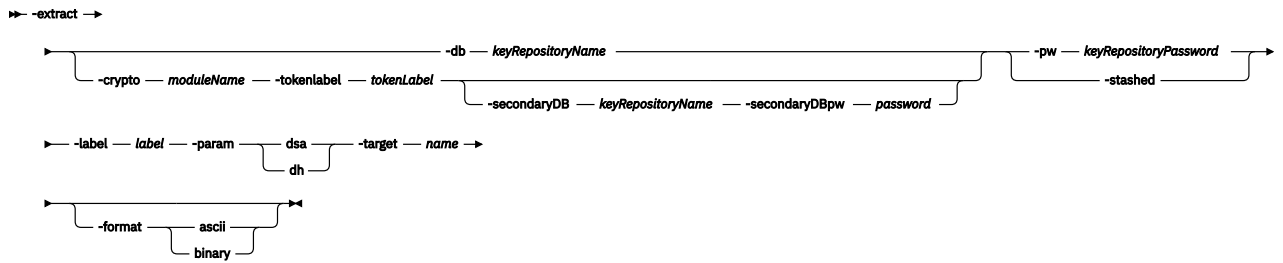 -extract
-db keyRepositoryName -pw keyRepositoryPassword
-crypto moduleName -tokenlabel tokenLabel -stashed
-secondaryDB keyRepositoryName -secondaryDBpw password
-label label -param dsa -target name
dh
-format ascii
binary